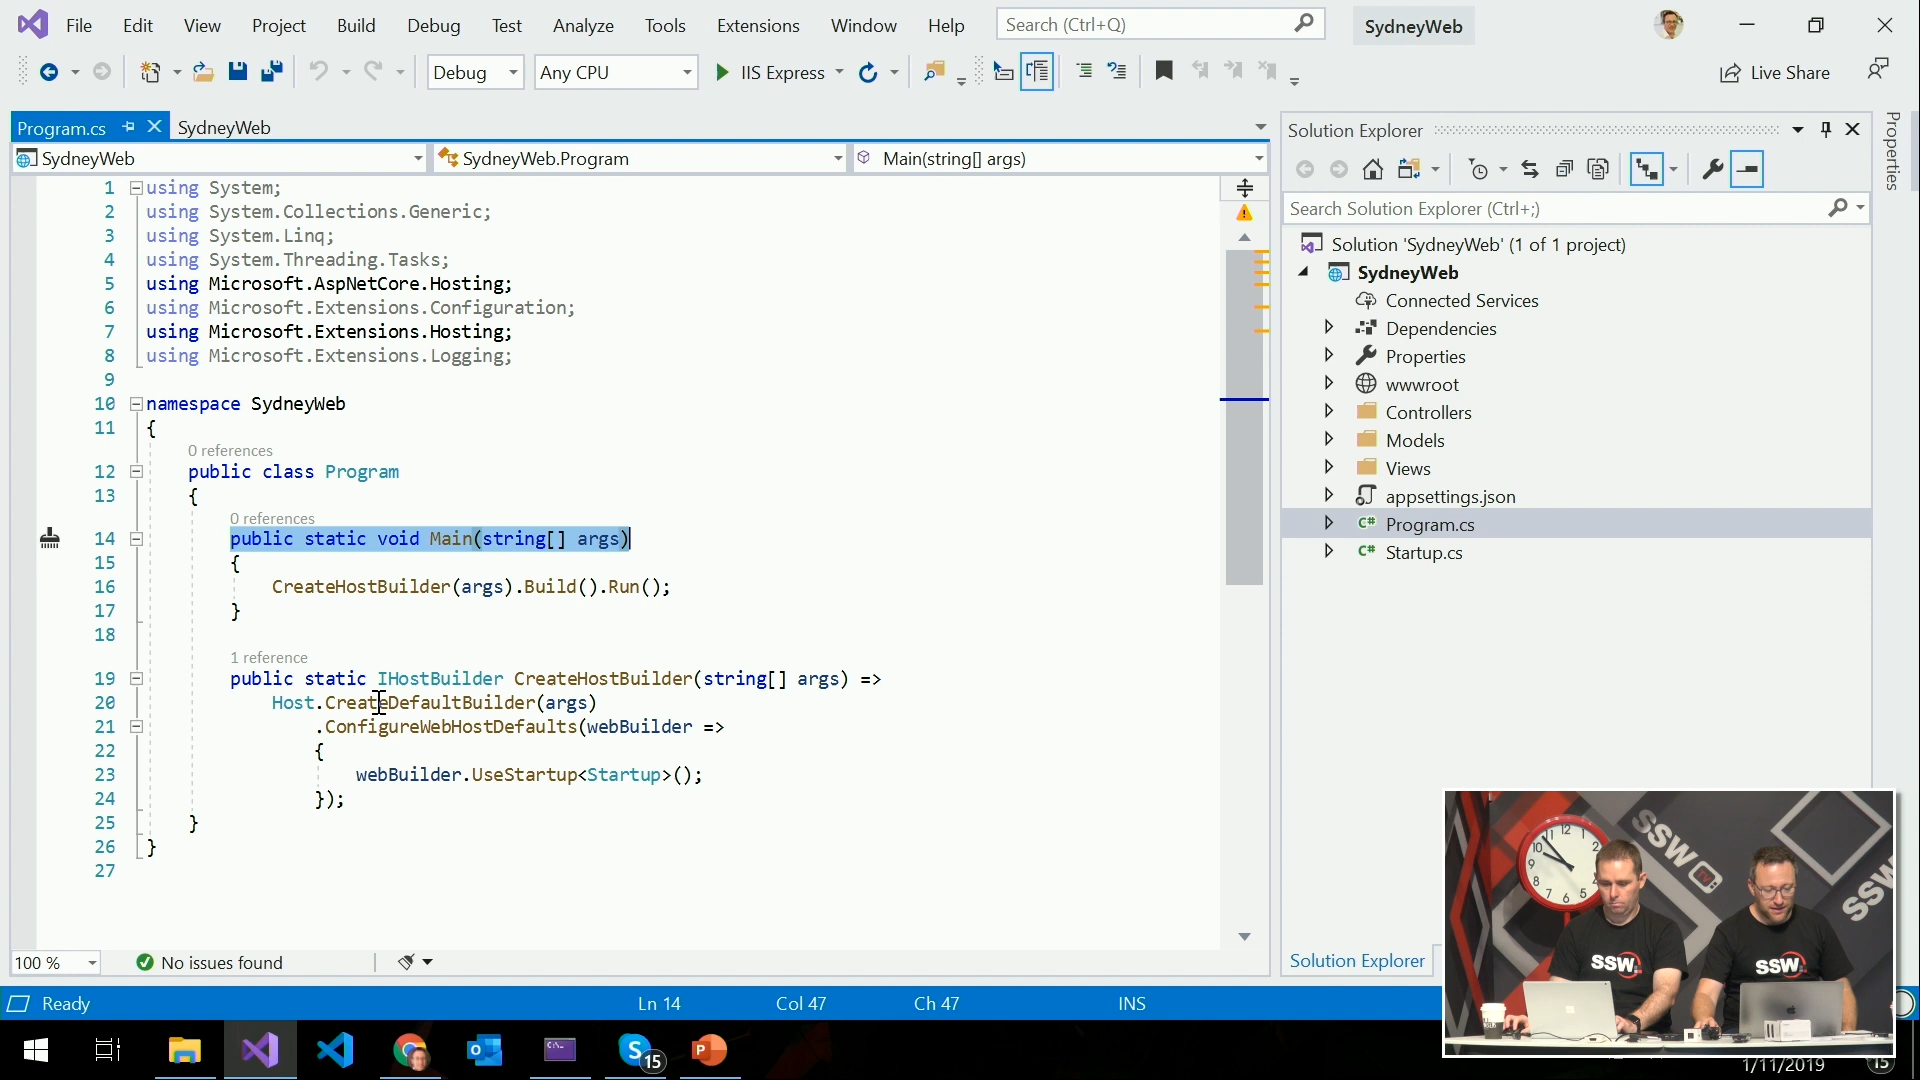 File Edit View Project Build Debug Test Analyze Tools Extensions Window Help Search (Ctrl+Q) SydneyWeb
Debug Any CPU IIS Express Live Share
Program.cs SydneyWeb
SydneyWeb SydneyWeb.Program Main(string[] args)
1 using System;
2 using System.Collections.Generic;
3 using System.Linq;
4 using System.Threading.Tasks;
5 using Microsoft.AspNetCore.Hosting;
6 using Microsoft.Extensions.Configuration;
7 using Microsoft.Extensions.Hosting;
8 using Microsoft.Extensions.Logging;
9
10 namespace SydneyWeb
11 {
0 references
12 public class Program
13 {
0 references
14 public static void Main(string[] args)
15 {
16 CreateHostBuilder(args).Build().Run();
17 }
18
1 reference
19 public static IHostBuilder CreateHostBuilder(string[] args) =>
20 Host.CreateDefaultBuilder(args)
21 .ConfigureWebHostDefaults(webBuilder =>
22 {
23 webBuilder.UseStartup<Startup>();
24 });
25 }
26 }
27
100 % No issues found
Solution Explorer
Search Solution Explorer (Ctrl+;)
Solution 'SydneyWeb' (1 of 1 project)
SydneyWeb
Connected Services
Dependencies
Properties
wwwroot
Controllers
Models
Views
appsettings.json
C# Program.cs
C# Startup.cs
Solution Explorer
Properties
Ready Ln 14 Col 47 Ch 47 INS
SSW TV
SSW
SSW
SSW
15
1/11/2019
15